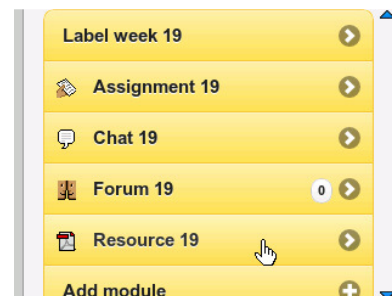 Label week 19
Assignment 19
Chat 19
Forum 19 0
Resource 19
Add module